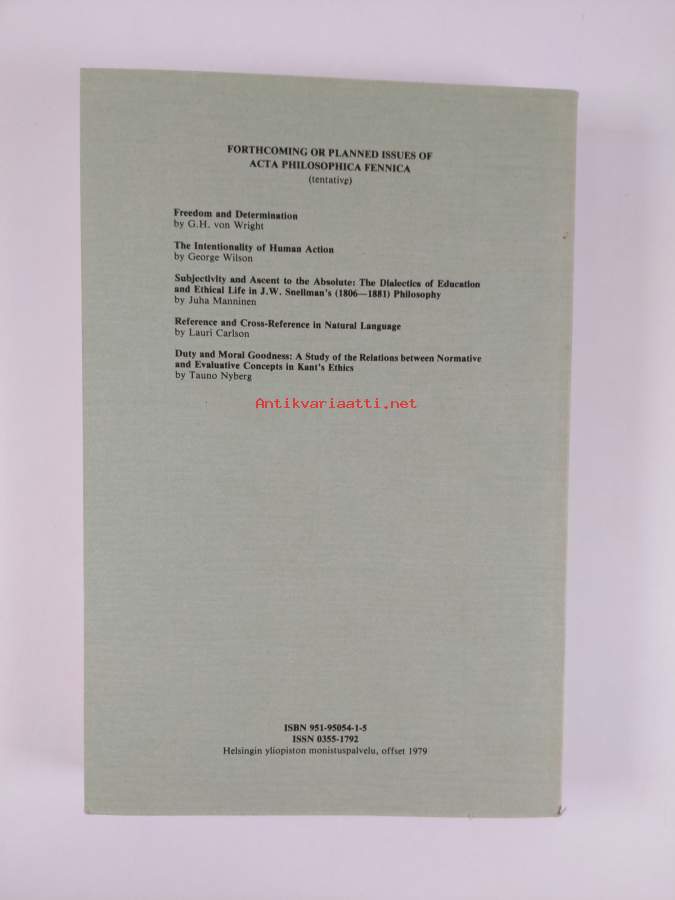 FORTHCOMING OR PLANNED ISSUES OF
ACTA PHILOSOPHICA FENNICA
(tentative)
Freedom and Determination
by G.H. von Wright
The Intentionality of Human Action
by George Wilson
Subjectivity and Ascent to the Absolute: The Dialectics of Education
and Ethical Life in J.W. Snellman's (1806—1881) Philosophy
by Juha Manninen
Reference and Cross-Reference in Natural Language
by Lauri Carlson
Duty and Moral Goodness: A Study of the Relations between Normative
and Evaluative Concepts in Kant's Ethics
by Tauno Nyberg
Antikvariaatti.net
ISBN 951-95054-1-5
ISSN 0355-1792
Helsingin yliopiston monistuspalvelu, offset 1979